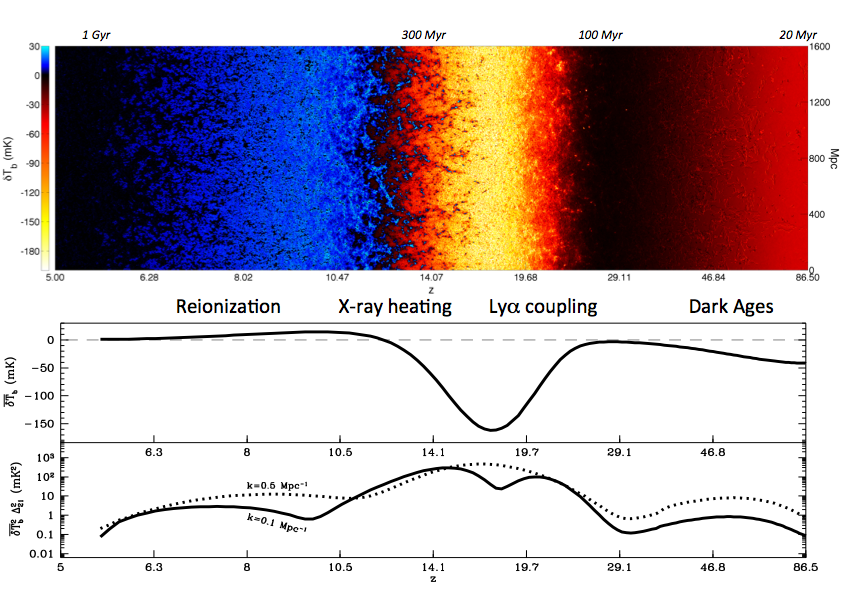 1 Gyr 300 Myr 100 Myr 20 Myr
30
0
-30
-60
-90
-120
-150
-180
δTb (mK)
1600
1200
800
400
0
Mpc
5.00 6.28 8.02 10.47 14.07 19.68 29.11 46.84 86.50
z
Reionization X-ray heating Lyα coupling Dark Ages
0
−50
−100
−150
δT̅b (mK)
6.3 8 10.5 14.1 19.7 29.1 46.8
10³
10²
10
1
0.1
0.01
δT̅b² Δ²₂₁ (mK²)
k=0.5 Mpc⁻¹
k=0.1 Mpc⁻¹
5 6.3 8 10.5 14.1 19.7 29.1 46.8 86.5
z